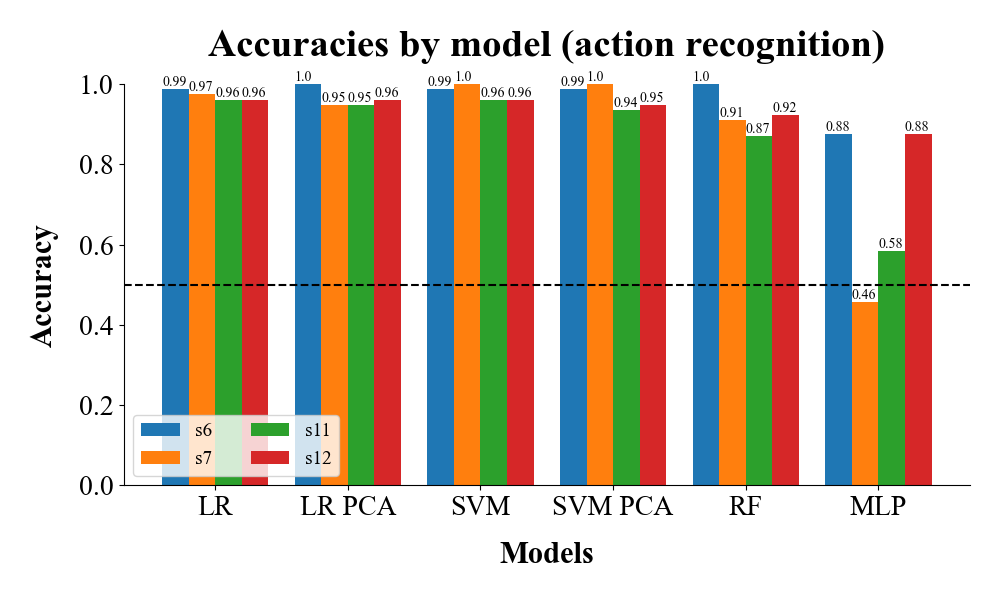 Accuracies by model (action recognition)
0.99 0.97 0.96 0.96 1.0 0.95 0.95 0.96 0.99 1.0 0.96 0.96 0.99 1.0 0.94 0.95 1.0 0.91 0.87 0.92 0.88 0.46 0.58 0.88
1.0
0.8
0.6
0.4
0.2
0.0
Accuracy
s6 s11
s7 s12
LR LR PCA SVM SVM PCA RF MLP
Models